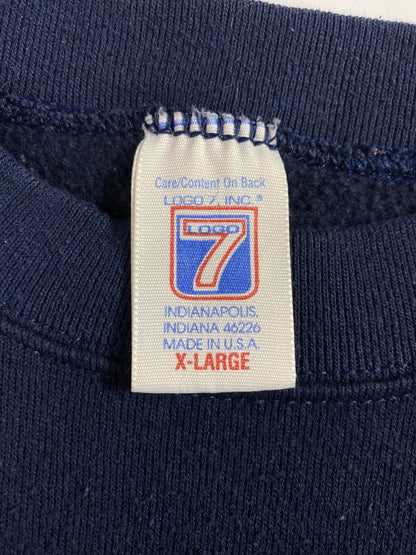 Care/Content On Back
LOGO 7, INC.®
LOGO
7
INDIANAPOLIS,
INDIANA 46226
MADE IN U.S.A.
X-LARGE